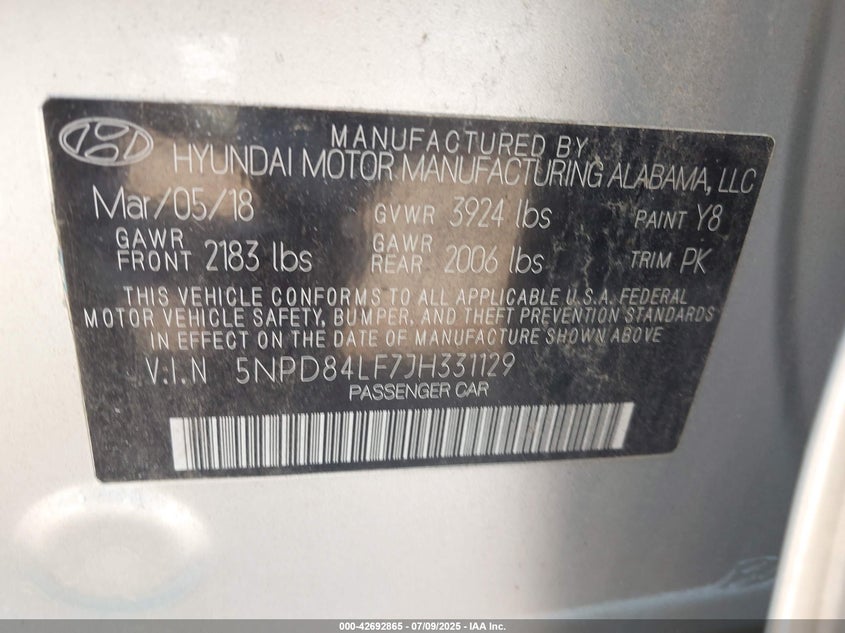 MANUFACTURED BY
HYUNDAI MOTOR MANUFACTURING ALABAMA, LLC
Mar/05/18 GVWR 3924 lbs PAINT Y8
GAWR FRONT 2183 lbs GAWR REAR 2006 lbs TRIM PK
THIS VEHICLE CONFORMS TO ALL APPLICABLE U.S.A. FEDERAL
MOTOR VEHICLE SAFETY, BUMPER, AND THEFT PREVENTION STANDARDS
IN EFFECT ON THE DATE OF MANUFACTURE SHOWN ABOVE.
V.I.N 5NPD84LF7JH331129
PASSENGER CAR
000-42692865 - 07/09/2025 - IAA Inc.